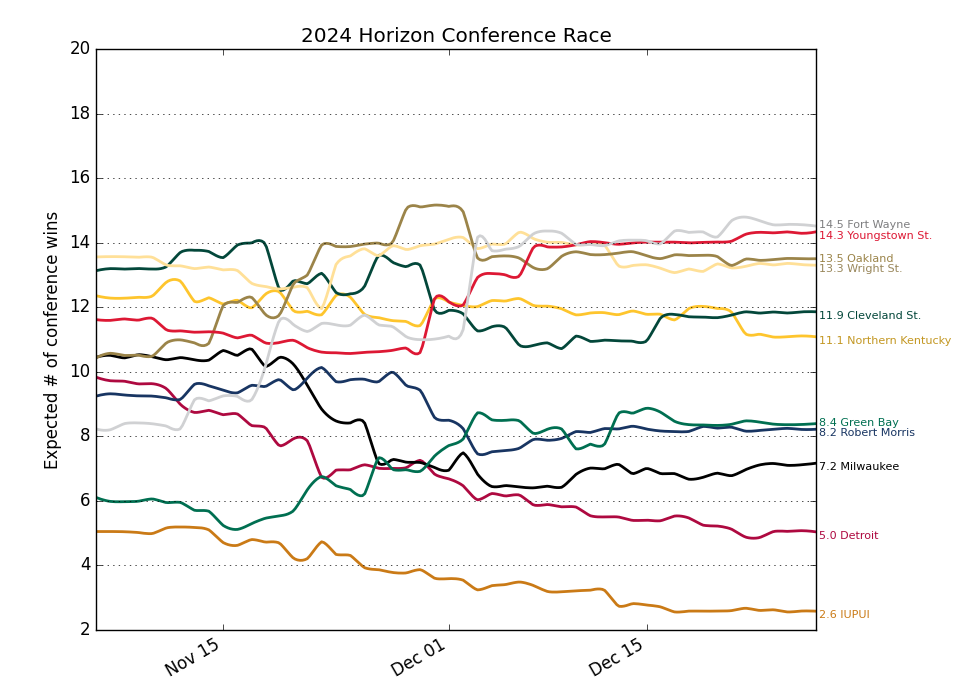 2024 Horizon Conference Race
Expected # of conference wins
20
18
16
14
12
10
8
6
4
2
Nov 15
Dec 01
Dec 15
14.5 Fort Wayne
14.3 Youngstown St.
13.5 Oakland
13.3 Wright St.
11.9 Cleveland St.
11.1 Northern Kentucky
8.4 Green Bay
8.2 Robert Morris
7.2 Milwaukee
5.0 Detroit
2.6 IUPUI